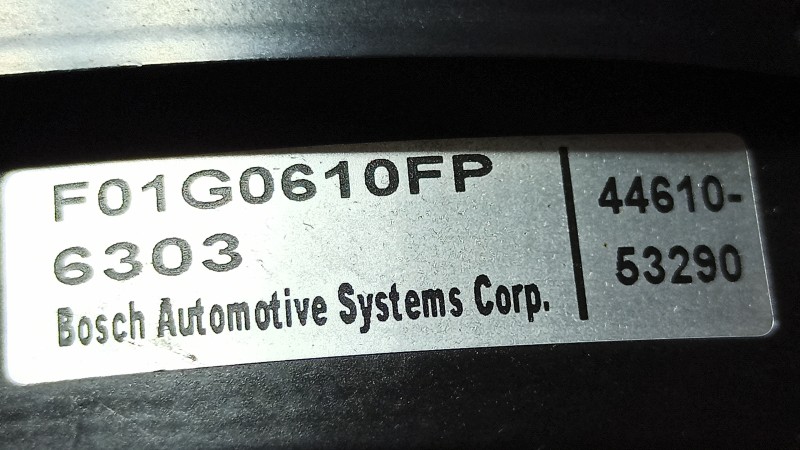 F01G0610FP
6303
Bosch Automotive Systems Corp.
44610-
53290